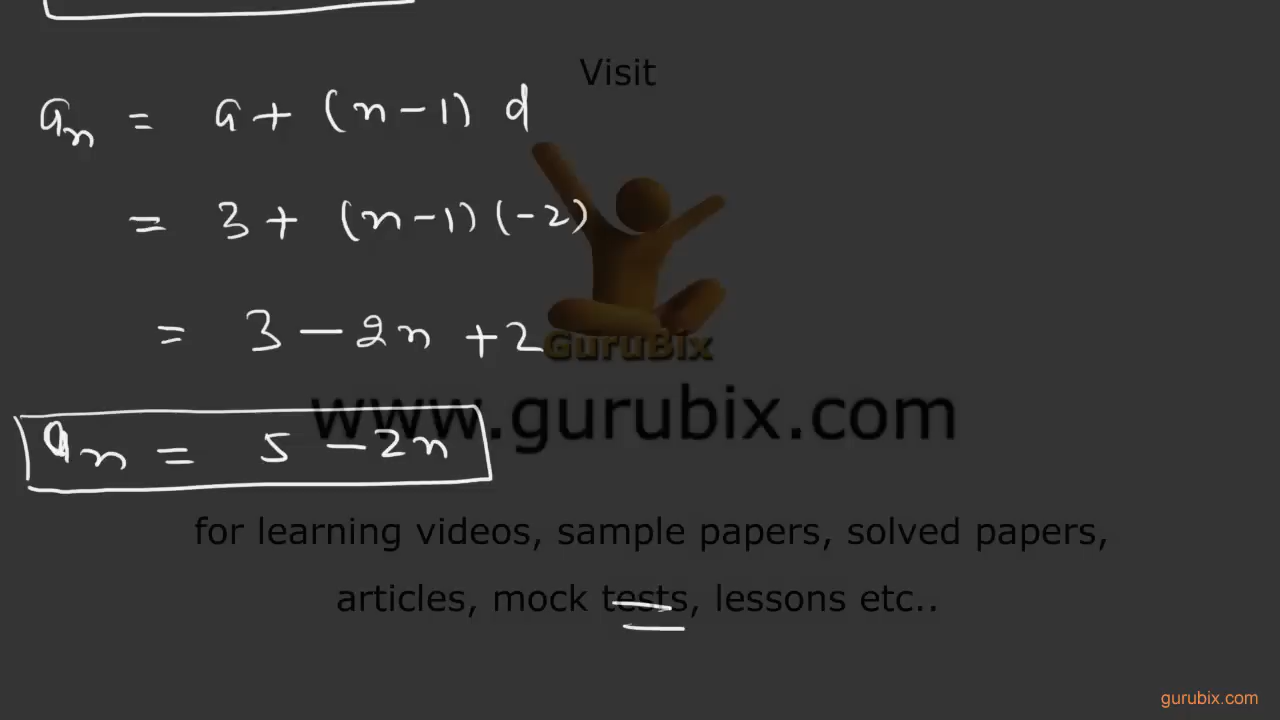 Visit
aₙ = a + (n-1) d
= 3 + (n-1)(-2)
= 3 - 2n + 2
GuruBix
www.gurubix.com
aₙ = 5 - 2n
for learning videos, sample papers, solved papers,
articles, mock tests, lessons etc..
gurubix.com